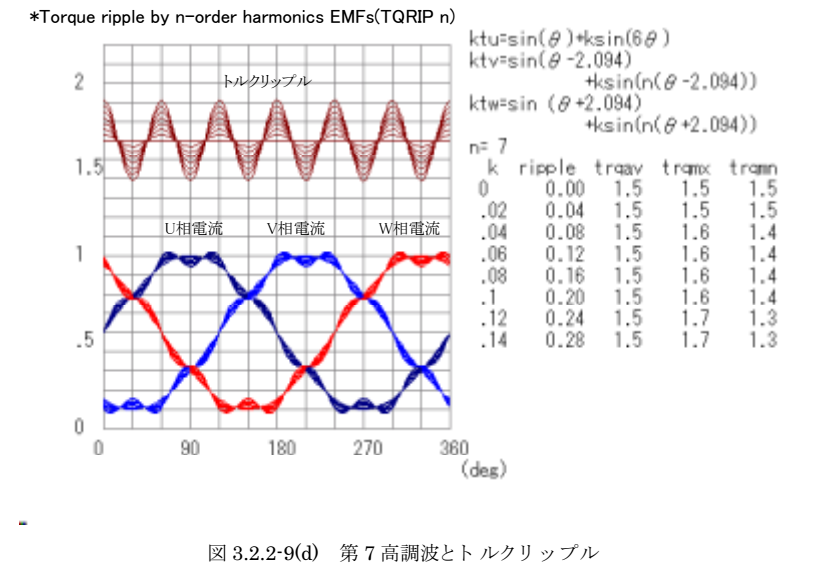 *Torque ripple by n-order harmonics EMFs(TQRIP n)
ktu=sin(θ)+ksin(6θ)
ktv=sin(θ-2.094)
+ksin(n(θ-2.094))
ktw=sin (θ+2.094)
+ksin(n(θ+2.094))
n= 7
k ripple trqav trqmx trqmn
0 0.00 1.5 1.5 1.5
.02 0.04 1.5 1.5 1.5
.04 0.08 1.5 1.6 1.4
.06 0.12 1.5 1.6 1.4
.08 0.16 1.5 1.6 1.4
.1 0.20 1.5 1.6 1.4
.12 0.24 1.5 1.7 1.3
.14 0.28 1.5 1.7 1.3
2
トルクリップル
1.5
U相電流 V相電流 W相電流
1
.5
0
0 90 180 270 360
(deg)
図 3.2.2-9(d) 第 7 高調波とトルクリップル